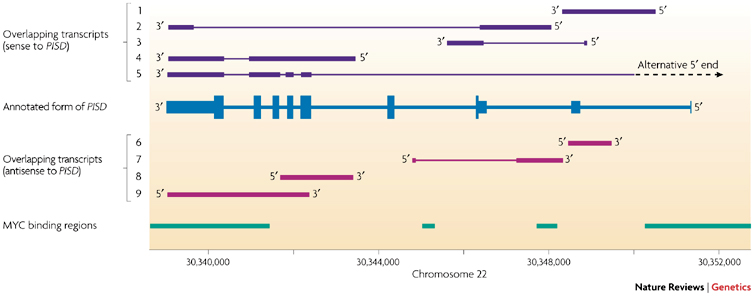 1 3′ 5′
2 3′ 5′
Overlapping transcripts
(sense to PISD)
3 3′ 5′
4 3′ 5′
5 3′ Alternative 5′ end
Annotated form of PISD 3′ 5′
6 5′ 3′
7 5′ 3′
Overlapping transcripts
(antisense to PISD)
8 5′ 3′
9 5′ 3′
MYC binding regions
30,340,000 30,344,000 30,348,000 30,352,000
Chromosome 22
Nature Reviews | Genetics